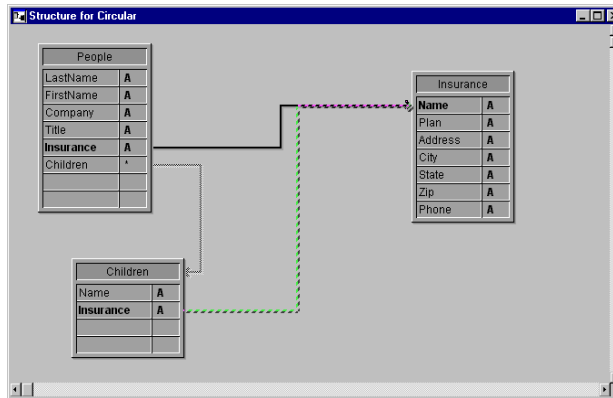 Structure for Circular
People
LastName A
FirstName A
Company A
Title A
Insurance A
Children *
Insurance
Name A
Plan A
Address A
City A
State A
Zip A
Phone A
Children
Name A
Insurance A